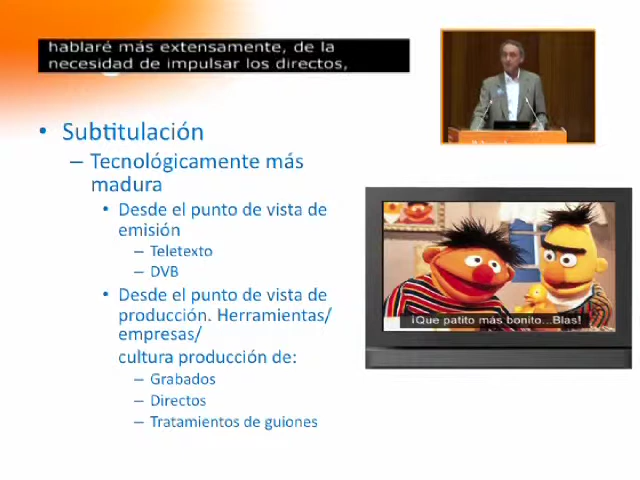 hablaré más extensamente, de la
necesidad de impulsar los directos,
• Subtitulación
– Tecnológicamente más
madura
• Desde el punto de vista de
emisión
– Teletexto
– DVB
• Desde el punto de vista de
producción. Herramientas/
empresas/
cultura producción de:
– Grabados
– Directos
– Tratamientos de guiones
¡Que patito más bonito...Blas!